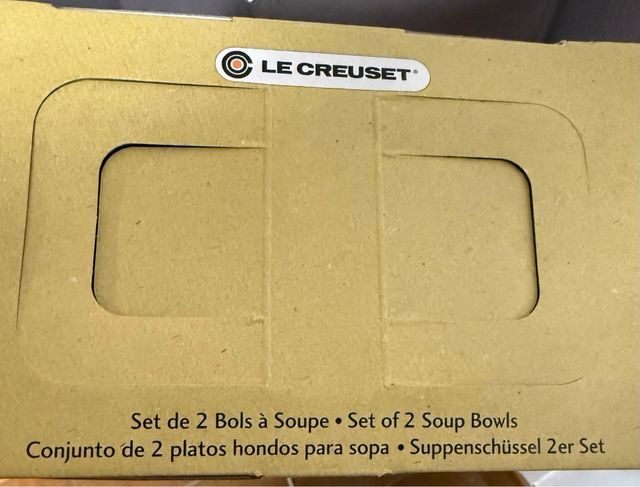 LE CREUSET®
Set de 2 Bols à Soupe • Set of 2 Soup Bowls
Conjunto de 2 platos hondos para sopa • Suppenschüssel 2er Set